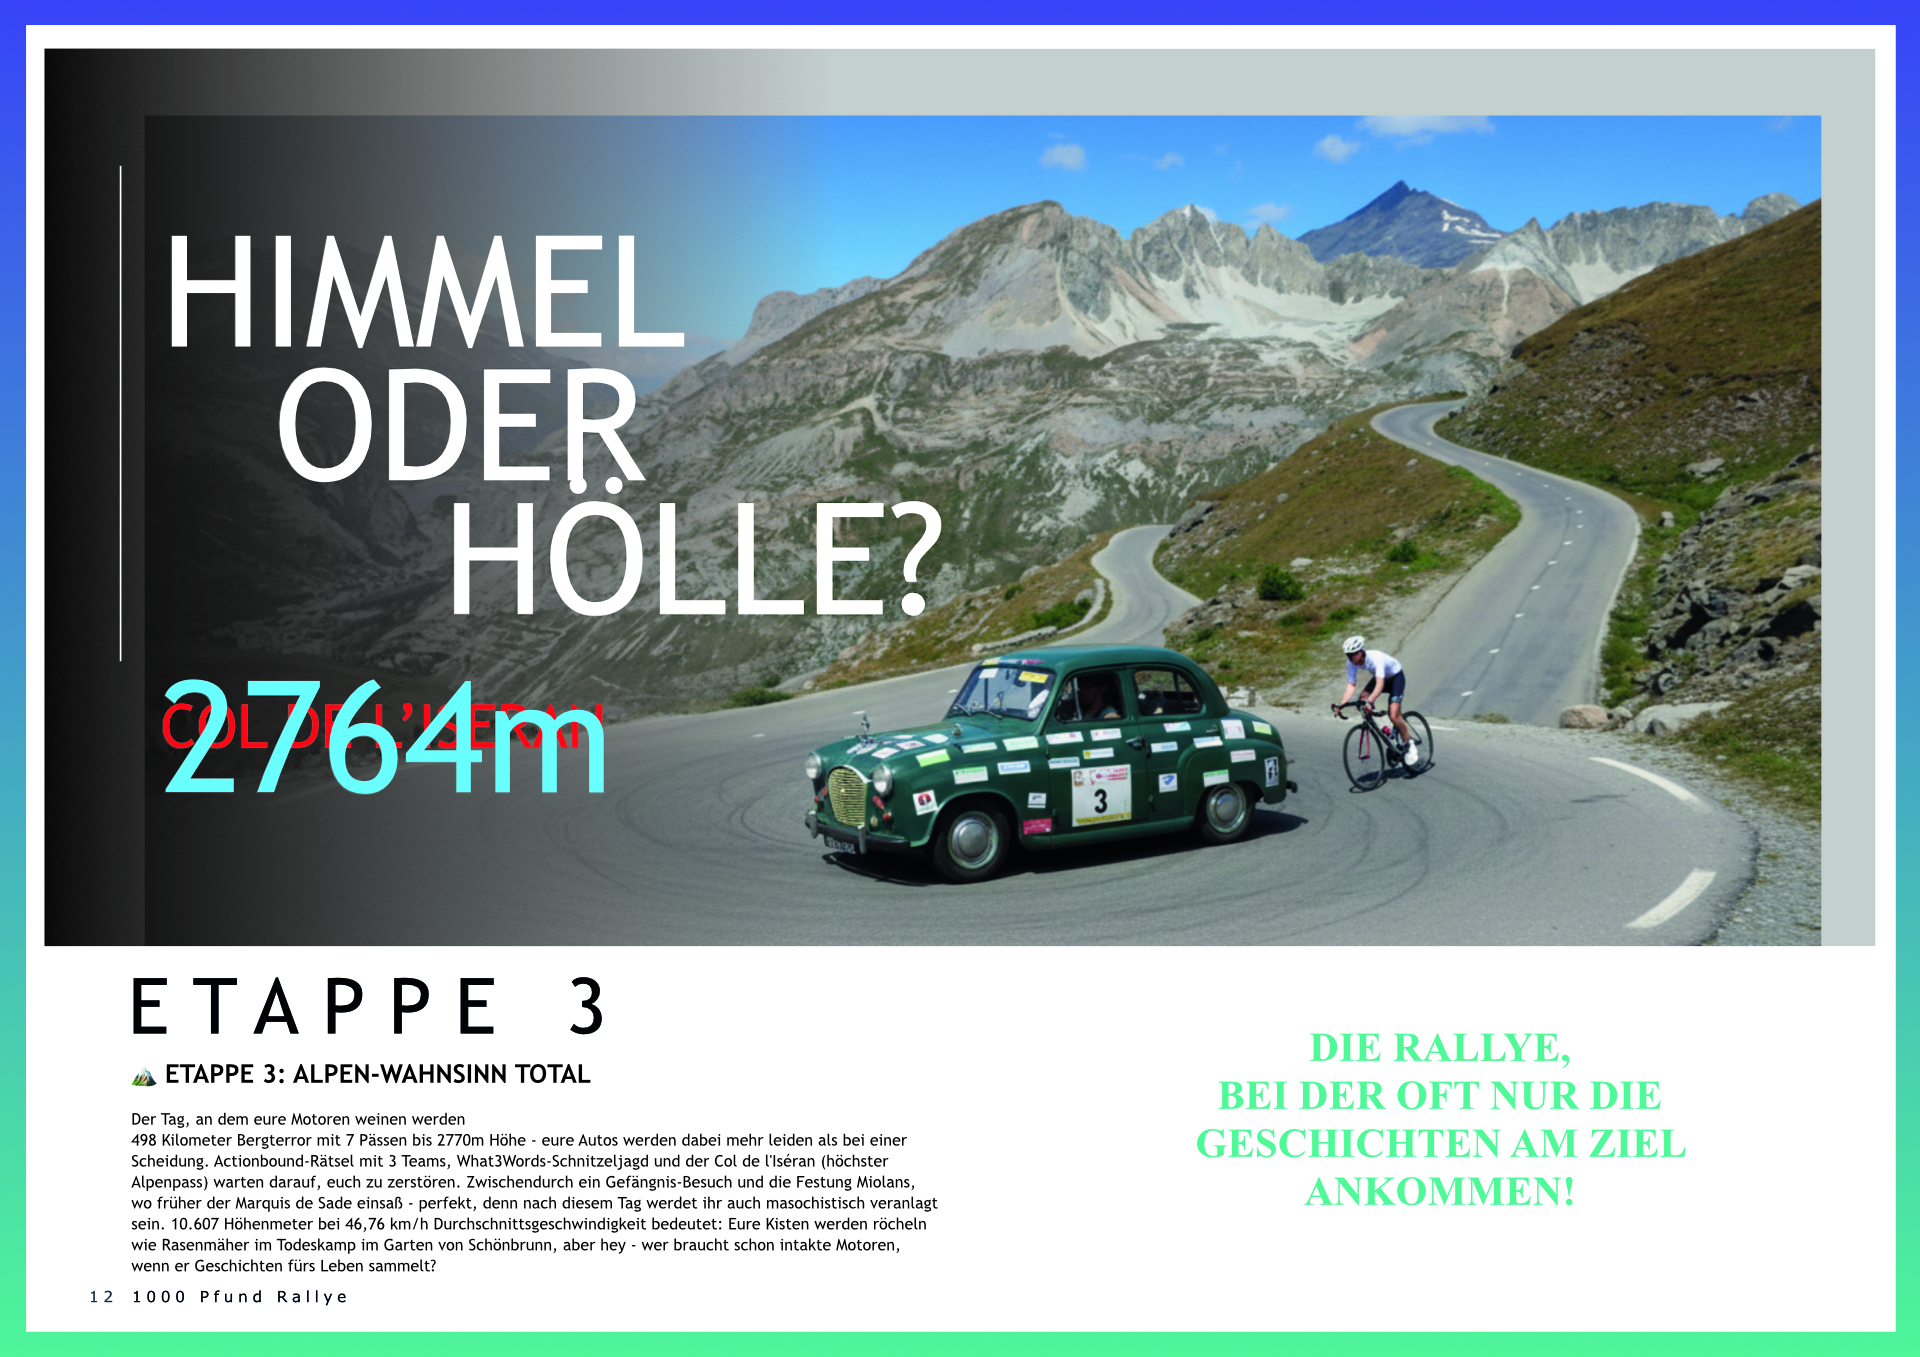 HIMMEL
ODER
HÖLLE?
COL DE L’ISERAN
2764m
3
ETAPPE 3
ETAPPE 3: ALPEN-WAHNSINN TOTAL
Der Tag, an dem eure Motoren weinen werden
498 Kilometer Bergterror mit 7 Pässen bis 2770m Höhe - eure Autos werden dabei mehr leiden als bei einer
Scheidung. Actionbound-Rätsel mit 3 Teams, What3Words-Schnitzeljagd und der Col de l'Iséran (höchster
Alpenpass) warten darauf, euch zu zerstören. Zwischendurch ein Gefängnis-Besuch und die Festung Miolans,
wo früher der Marquis de Sade einsaß - perfekt, denn nach diesem Tag werdet ihr auch masochistisch veranlagt
sein. 10.607 Höhenmeter bei 46,76 km/h Durchschnittsgeschwindigkeit bedeutet: Eure Kisten werden röcheln
wie Rasenmäher im Todeskamp im Garten von Schönbrunn, aber hey - wer braucht schon intakte Motoren,
wenn er Geschichten fürs Leben sammelt?
DIE RALLYE,
BEI DER OFT NUR DIE
GESCHICHTEN AM ZIEL
ANKOMMEN!
12 1000 Pfund Rallye